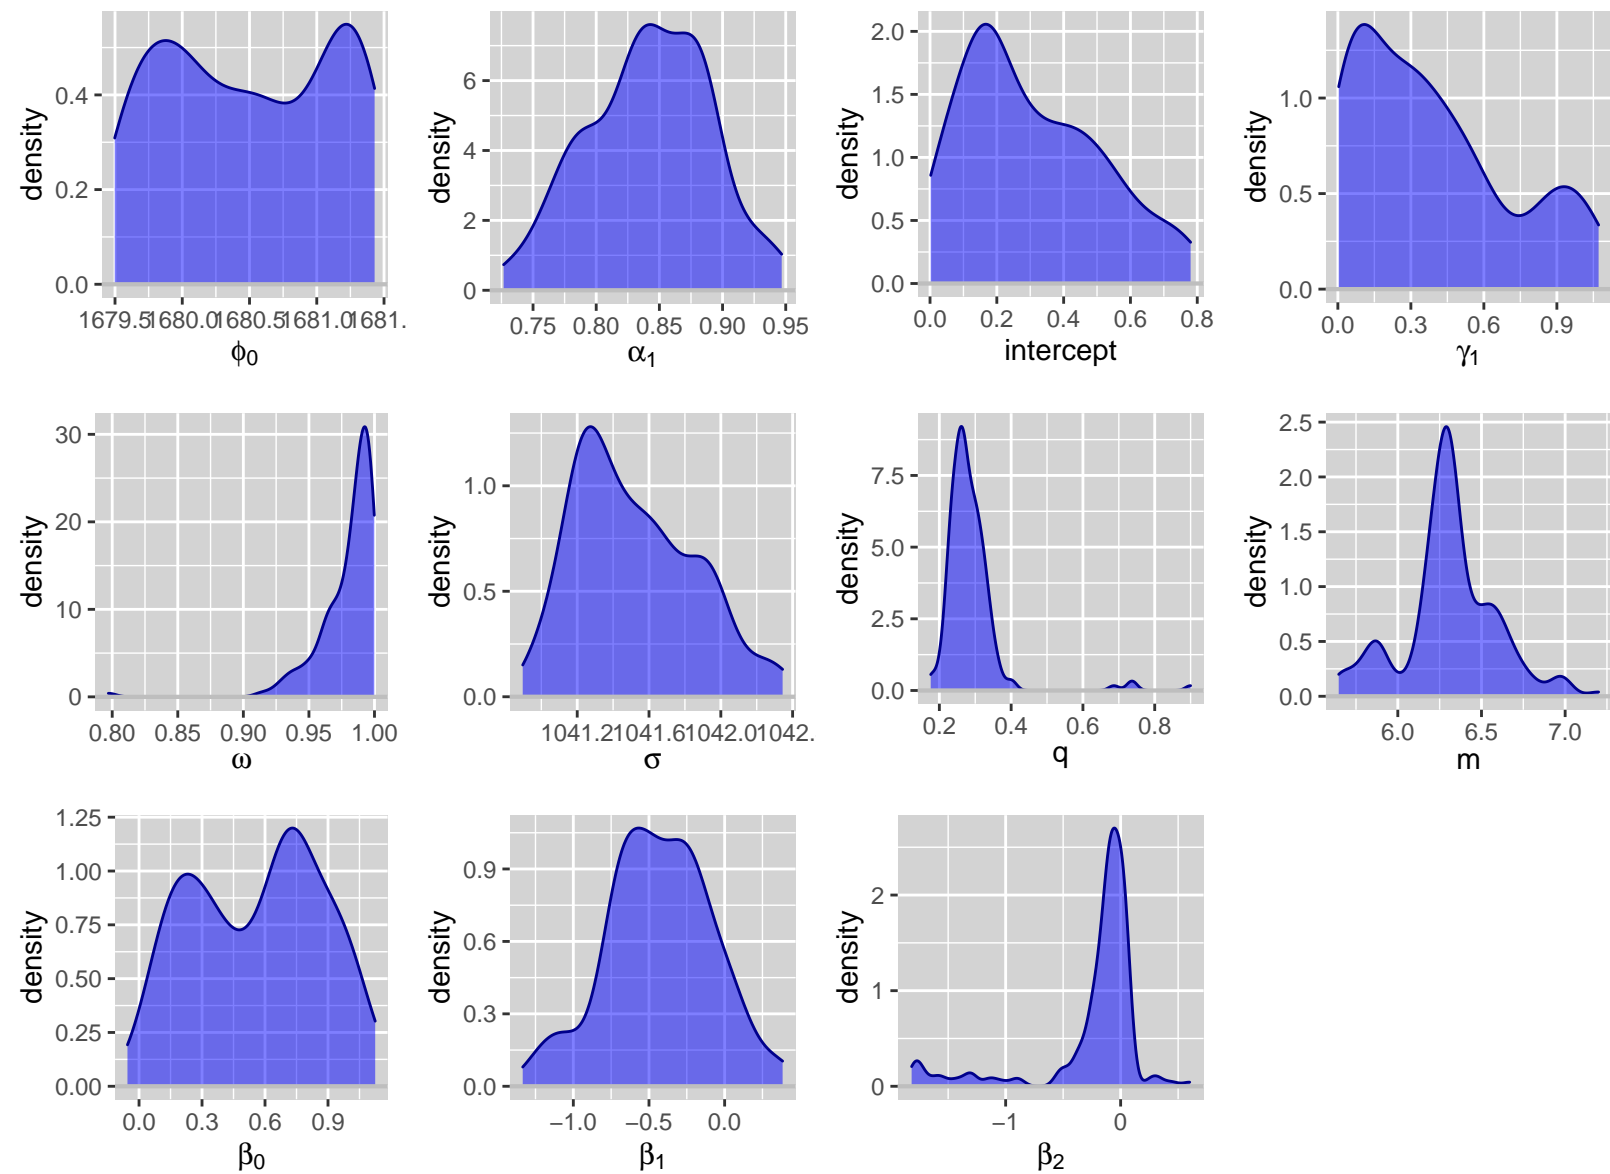 density
0.4
0.2
0.0
1679.5 1680.0 1680.5 1681.0 1681.
ϕ0
density
6
4
2
0
0.75 0.80 0.85 0.90 0.95
α1
density
2.0
1.5
1.0
0.5
0.0
0.0 0.2 0.4 0.6 0.8
intercept
density
1.0
0.5
0.0
0.0 0.3 0.6 0.9
γ1
density
30
20
10
0
0.80 0.85 0.90 0.95 1.00
ω
density
1.0
0.5
0.0
1041.2 1041.6 1042.0 1042.
σ
density
7.5
5.0
2.5
0.0
0.2 0.4 0.6 0.8
q
density
2.5
2.0
1.5
1.0
0.5
0.0
6.0 6.5 7.0
m
density
1.25
1.00
0.75
0.50
0.25
0.00
0.0 0.3 0.6 0.9
β0
density
0.9
0.6
0.3
0.0
−1.0 −0.5 0.0
β1
density
2
1
0
−1 0
β2